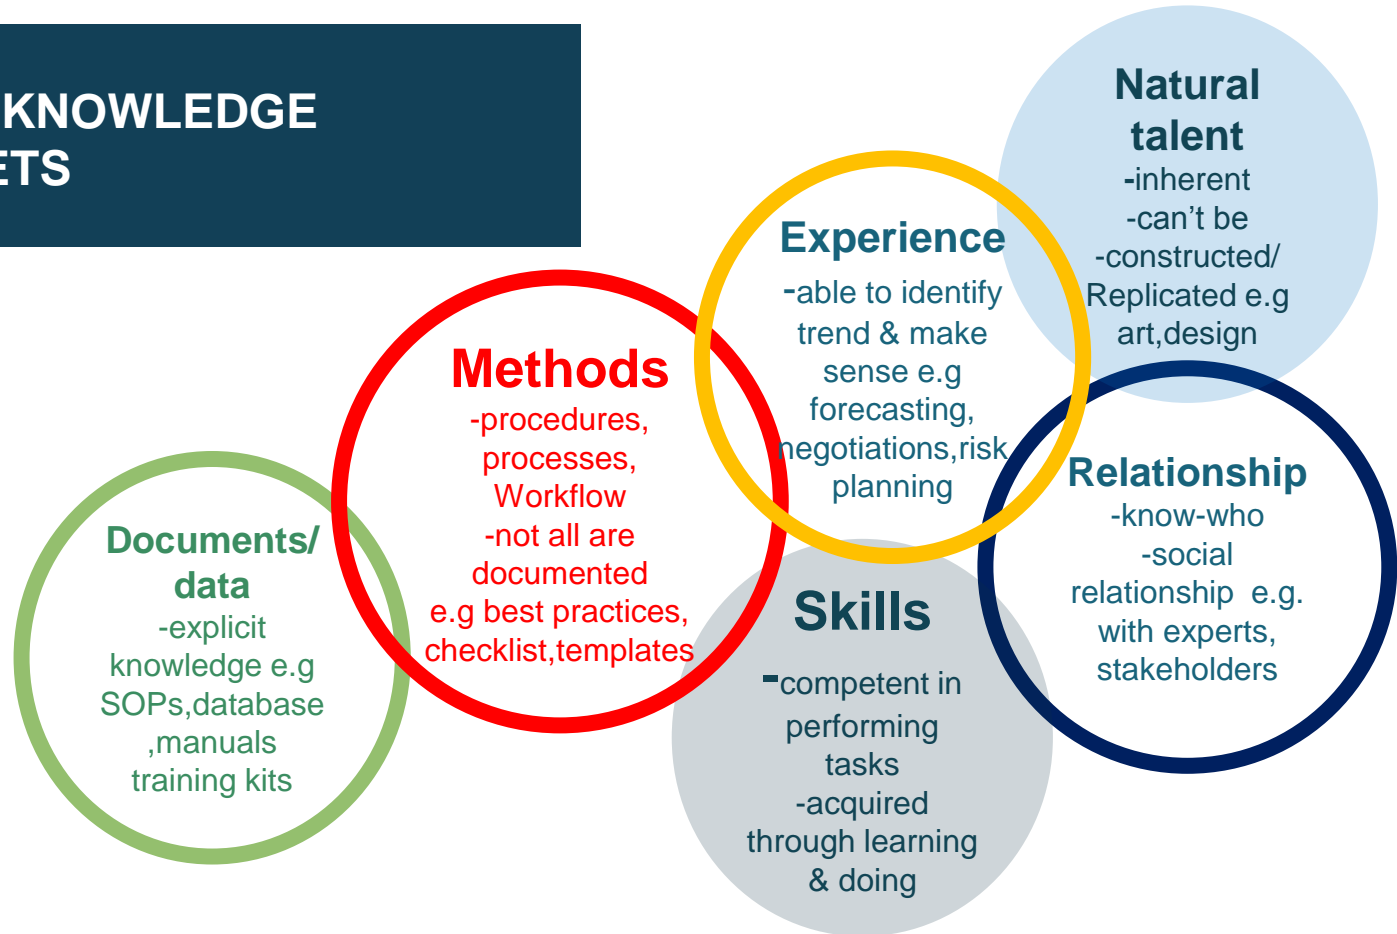 KNOWLEDGE
ETS
Natural
talent
-inherent
-can't be
-constructed/
Replicated e.g
art,design
Experience
-able to identify
trend & make
sense e.g
forecasting,
negotiations,risk
planning
Methods
-procedures,
processes,
Workflow
-not all are
documented
e.g best practices,
checklist,templates
Relationship
-know-who
-social
relationship e.g.
with experts,
stakeholders
Documents/
data
-explicit
knowledge e.g
SOPs,database
,manuals
training kits
Skills
-competent in
performing
tasks
-acquired
through learning
& doing